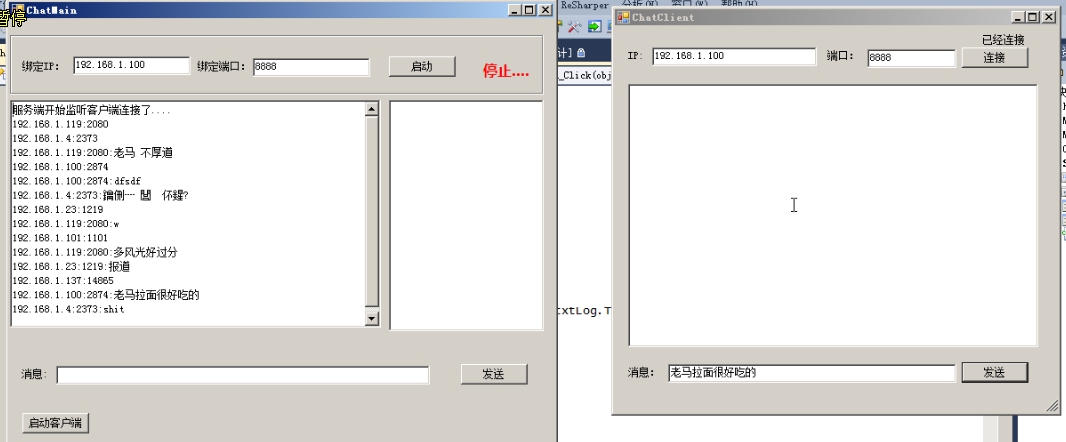 暂停
ChatMain
绑定IP: 192.168.1.100 绑定端口: 8888 启动 停止....
服务端开始监听客户端连接了....
192.168.1.119:2080
192.168.1.4:2373
192.168.1.119:2080:老马 不厚道
192.168.1.100:2874
192.168.1.100:2874:dfsdf
192.168.1.4:2373:
192.168.1.23:1219
192.168.1.119:2080:w
192.168.1.101:1101
192.168.1.119:2080:多风光好过分
192.168.1.23:1219:报道
192.168.1.137:14865
192.168.1.100:2874:老马拉面很好吃的
192.168.1.4:2373:shit
消息: 发送
启动客户端
ReSharper 分析(N) 窗口(W) 帮助(H)
计]
_Click(obj
txtLog.T
ChatClient
已经连接
IP: 192.168.1.100 端口: 8888 连接
消息: 老马拉面很好吃的 发送